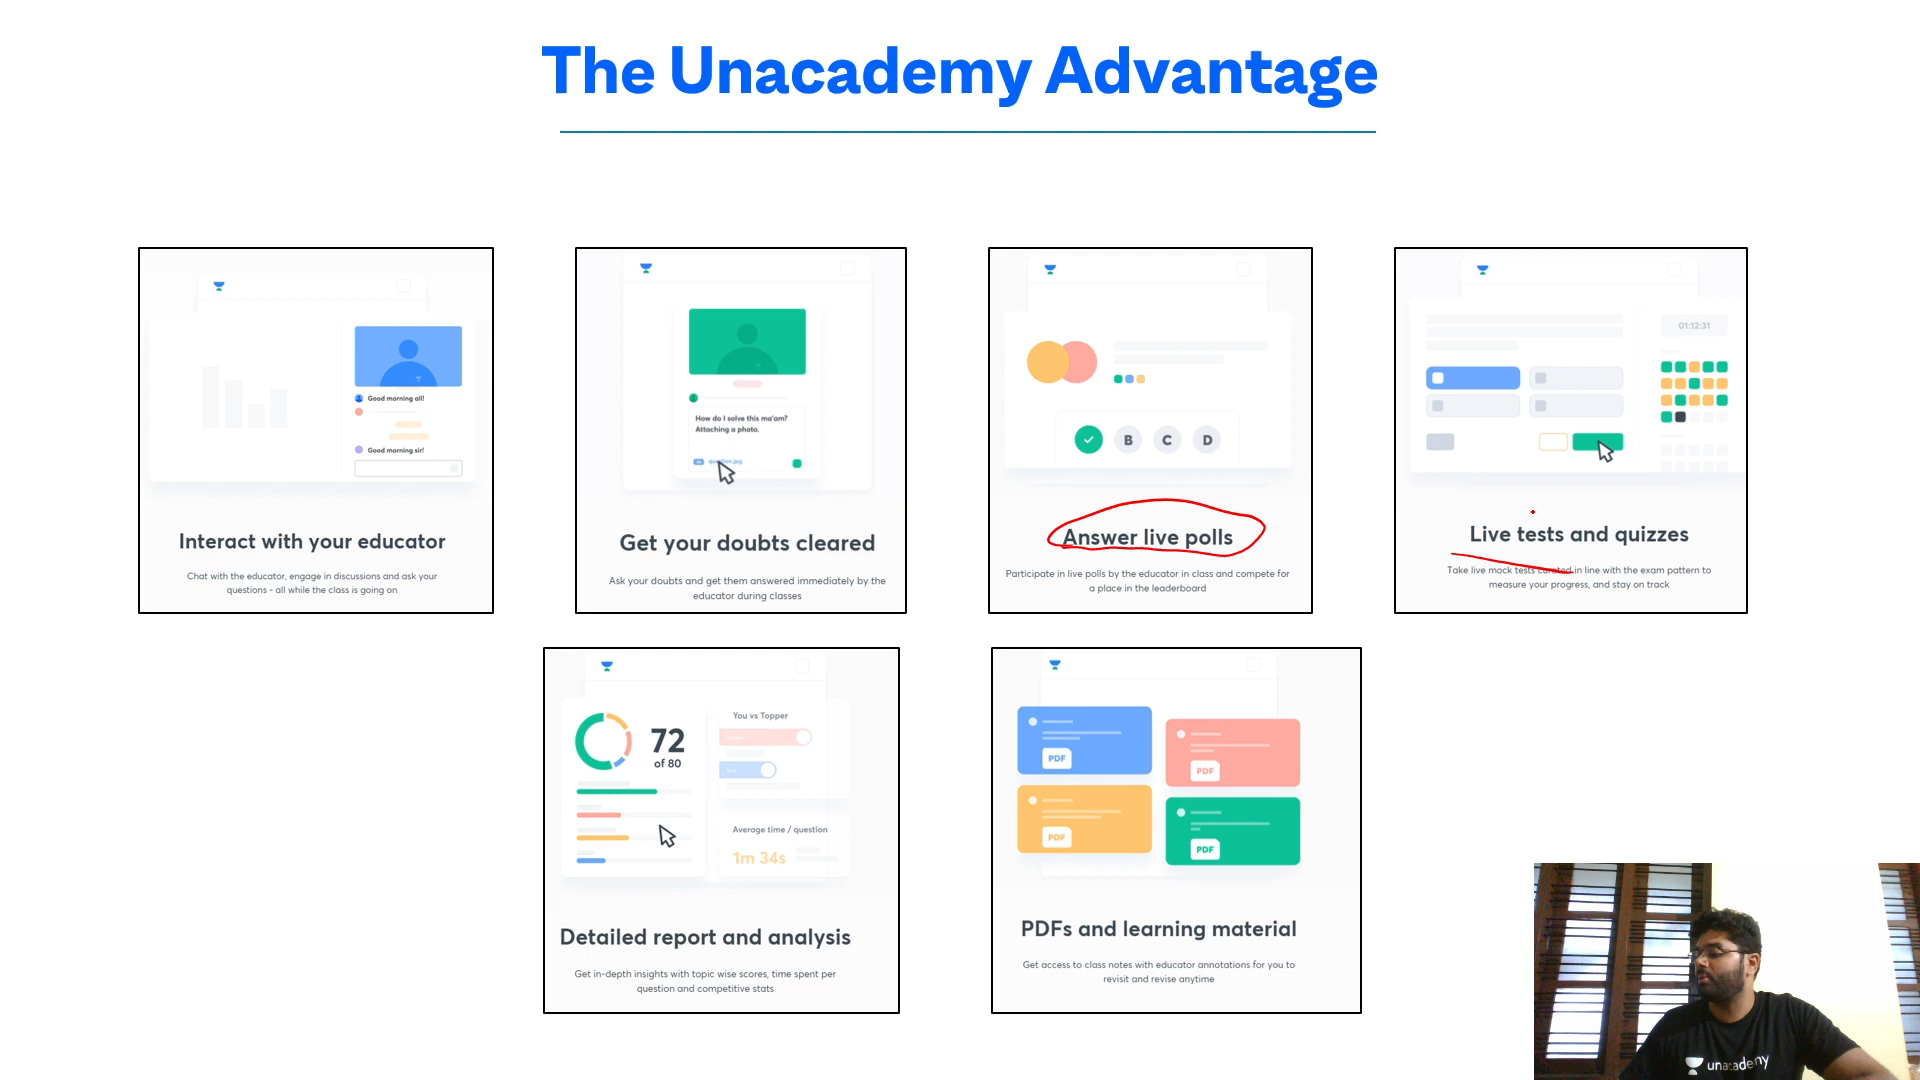 The Unacademy Advantage
Good morning all!
Good morning sir!
Interact with your educator
Chat with the educator, engage in discussions and ask your
questions - all while the class is going on
How do I solve this ma'am?
Attaching a photo.
question.jpg
Get your doubts cleared
Ask your doubts and get them answered immediately by the
educator during classes
B C D
Answer live polls
Participate in live polls by the educator in class and compete for
a place in the leaderboard
01:12:31
Live tests and quizzes
Take live mock tests curated in line with the exam pattern to
measure your progress, and stay on track
72
of 80
You vs Topper
Average time / question
1m 34s
Detailed report and analysis
Get in-depth insights with topic wise scores, time spent per
question and competitive stats
PDF
PDF
PDF
PDF
PDFs and learning material
Get access to class notes with educator annotations for you to
revisit and revise anytime
unacademy